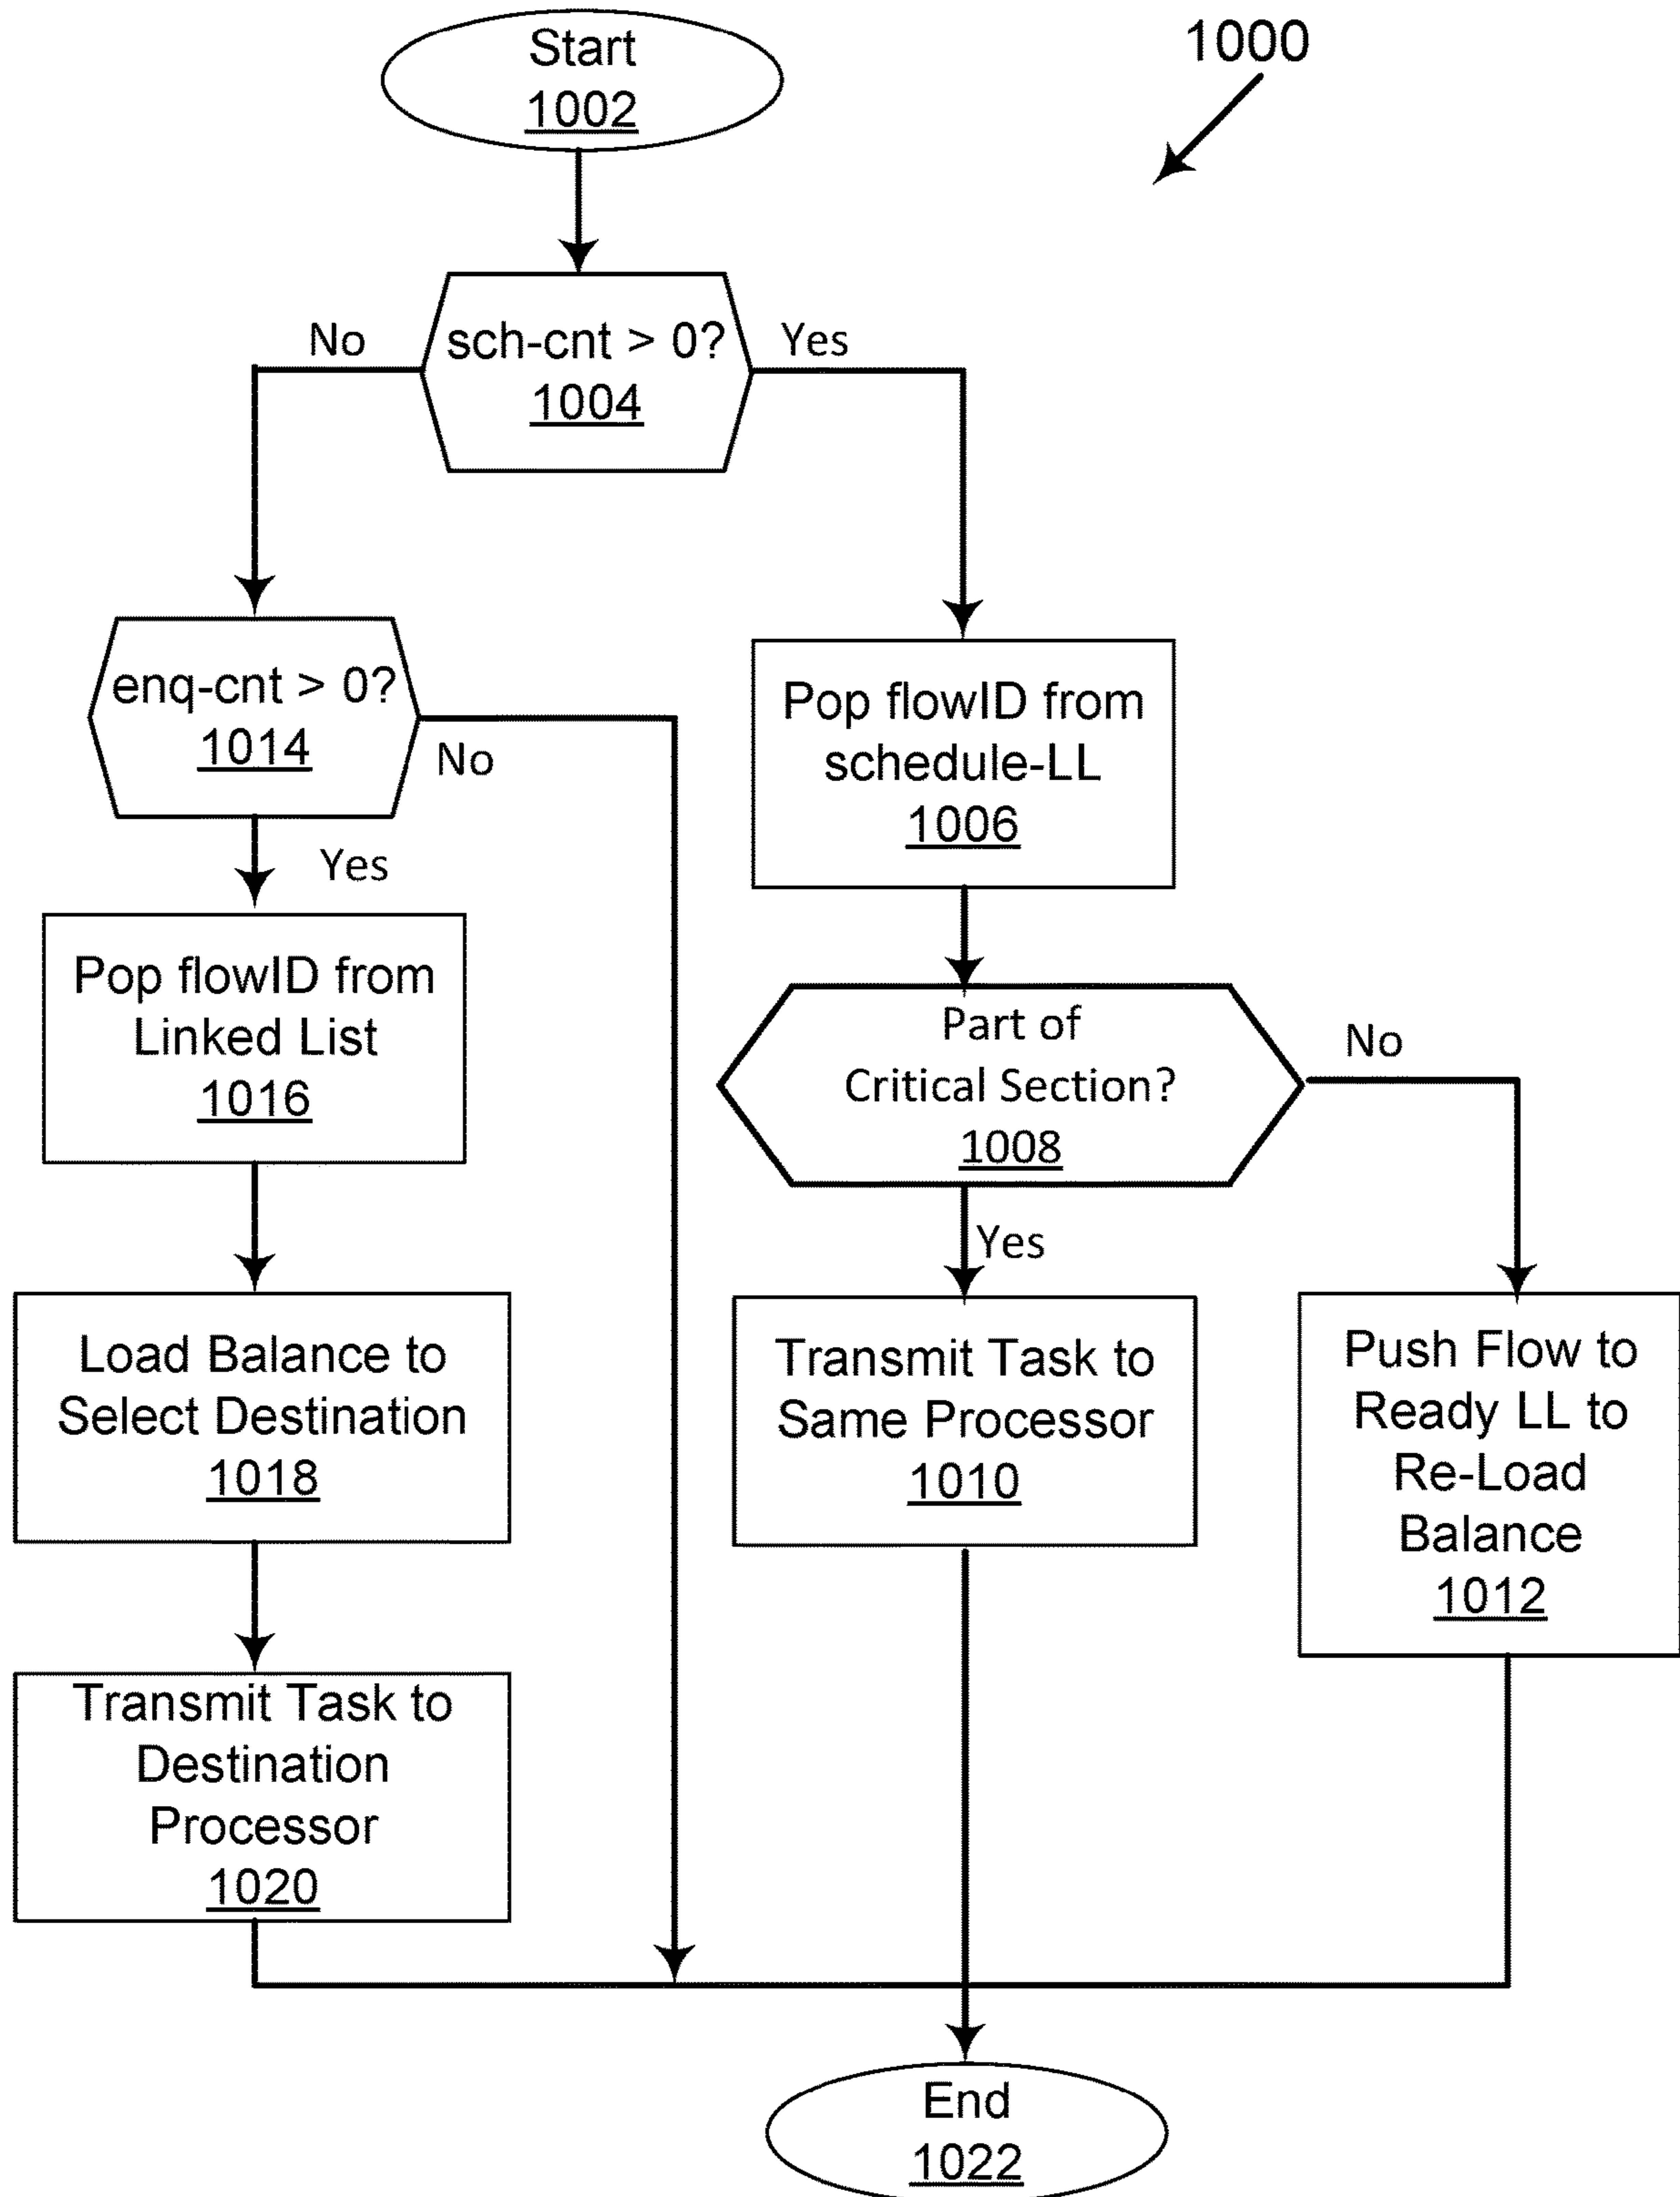 Start
1002
1000
sch-cnt > 0?
1004
No
Yes
enq-cnt > 0?
1014
No
Yes
Pop flowID from
schedule-LL
1006
Pop flowID from
Linked List
1016
Part of
Critical Section?
1008
No
Yes
Load Balance to
Select Destination
1018
Transmit Task to
Same Processor
1010
Push Flow to
Ready LL to
Re-Load
Balance
1012
Transmit Task to
Destination
Processor
1020
End
1022